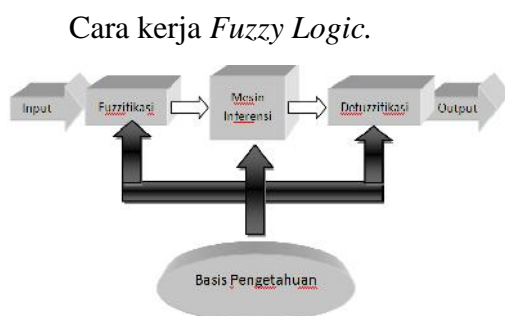 Cara kerja Fuzzy Logic.
Input
Fuzzifikasi
Mesin
Inferensi
Defuzzifikasi
Output
Basis Pengetahuan